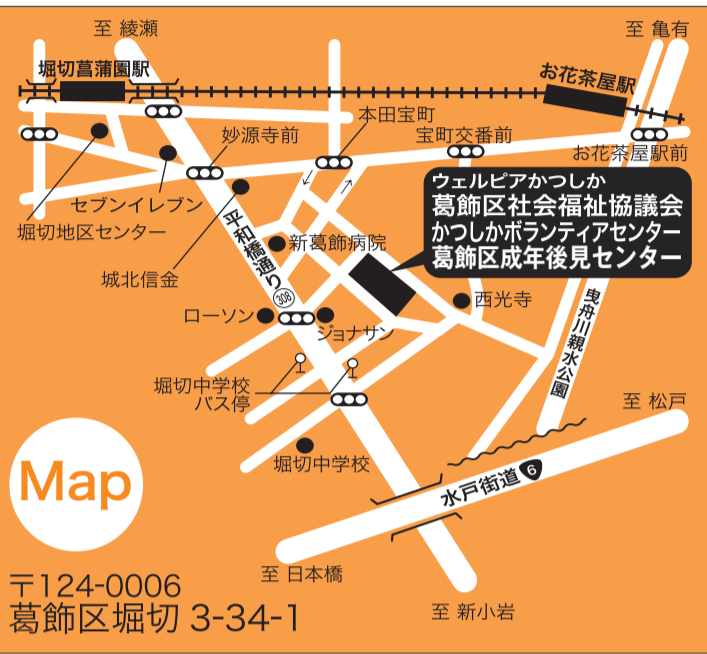 至 綾瀬
至 亀有
堀切菖蒲園駅
お花茶屋駅
本田宝町
妙源寺前
宝町交番前
お花茶屋駅前
ウェルピアかつしか
葛飾区社会福祉協議会
かつしかボランティアセンター
葛飾区成年後見センター
セブンイレブン
堀切地区センター
平和橋通り
308
新葛飾病院
城北信金
西光寺
曳舟川親水公園
ローソン
ジョナサン
堀切中学校
バス停
至 松戸
堀切中学校
Map
水戸街道 6
至 日本橋
〒124-0006
葛飾区堀切 3-34-1
至 新小岩